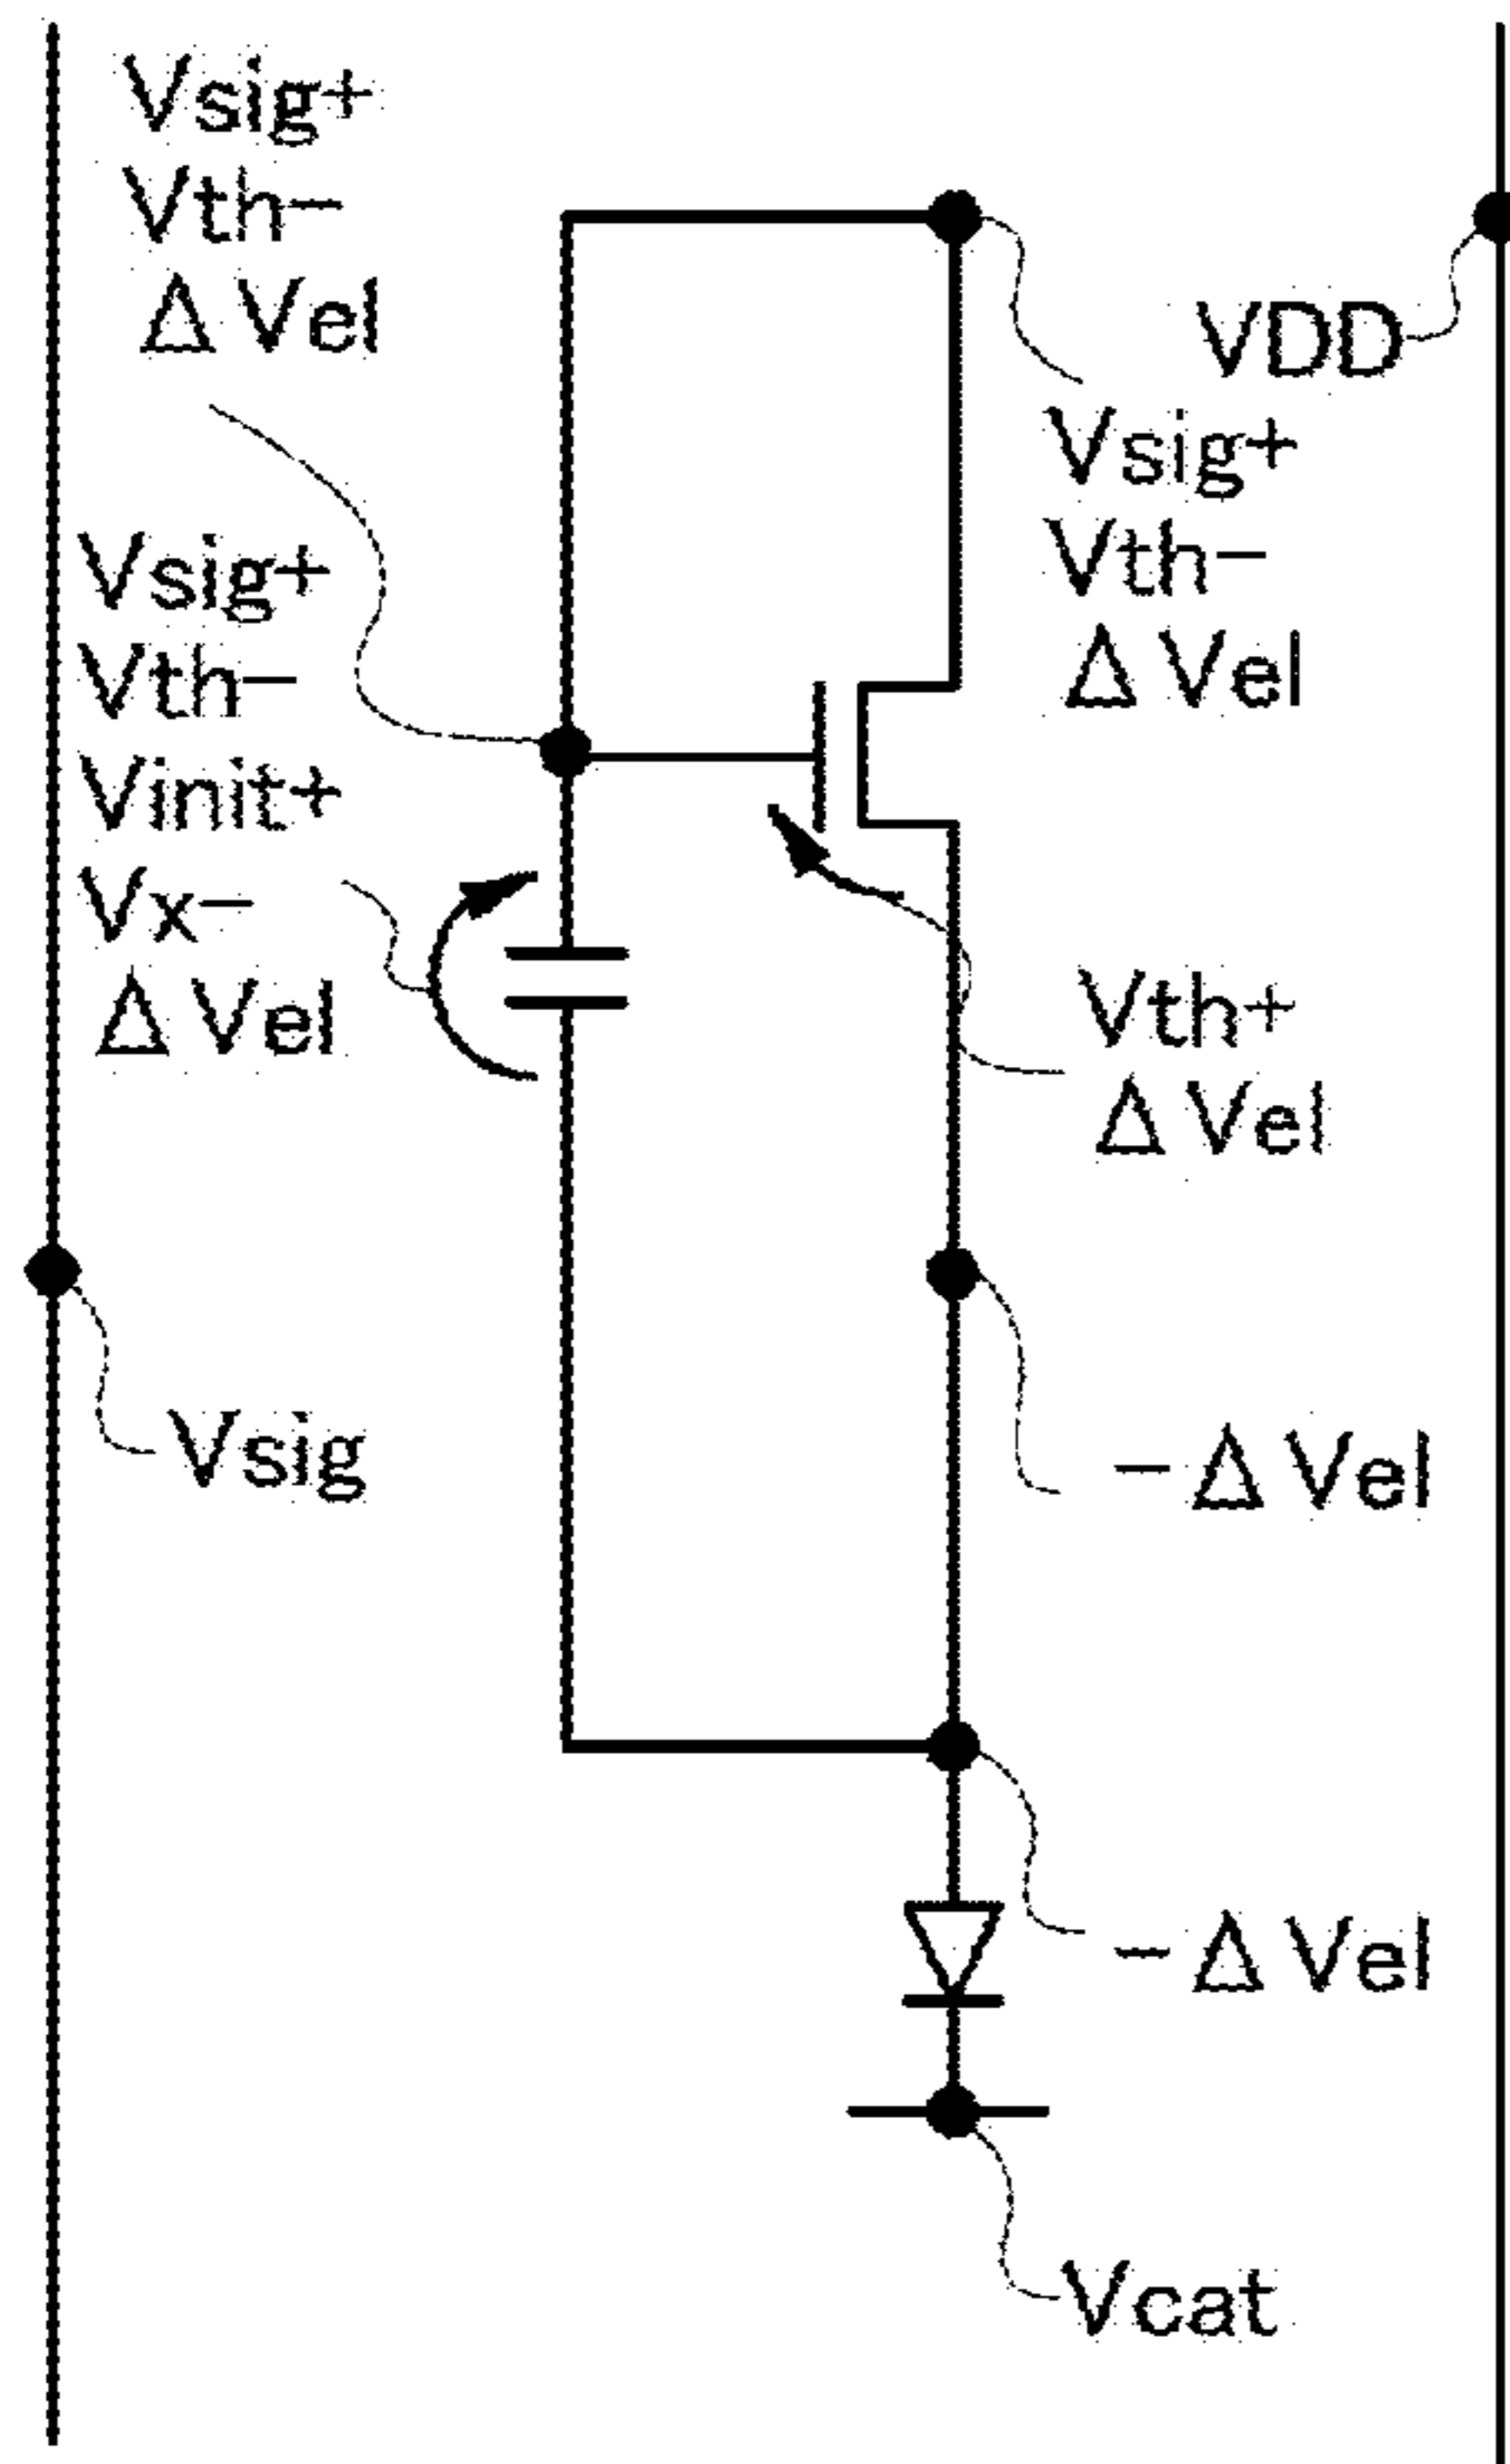 Vsig+
Vth−
ΔVel
VDD
Vsig+
Vth−
ΔVel
Vsig+
Vth−
Vinit+
Vx−
ΔVel
Vth+
ΔVel
Vsig
−ΔVel
−ΔVel
Vcat